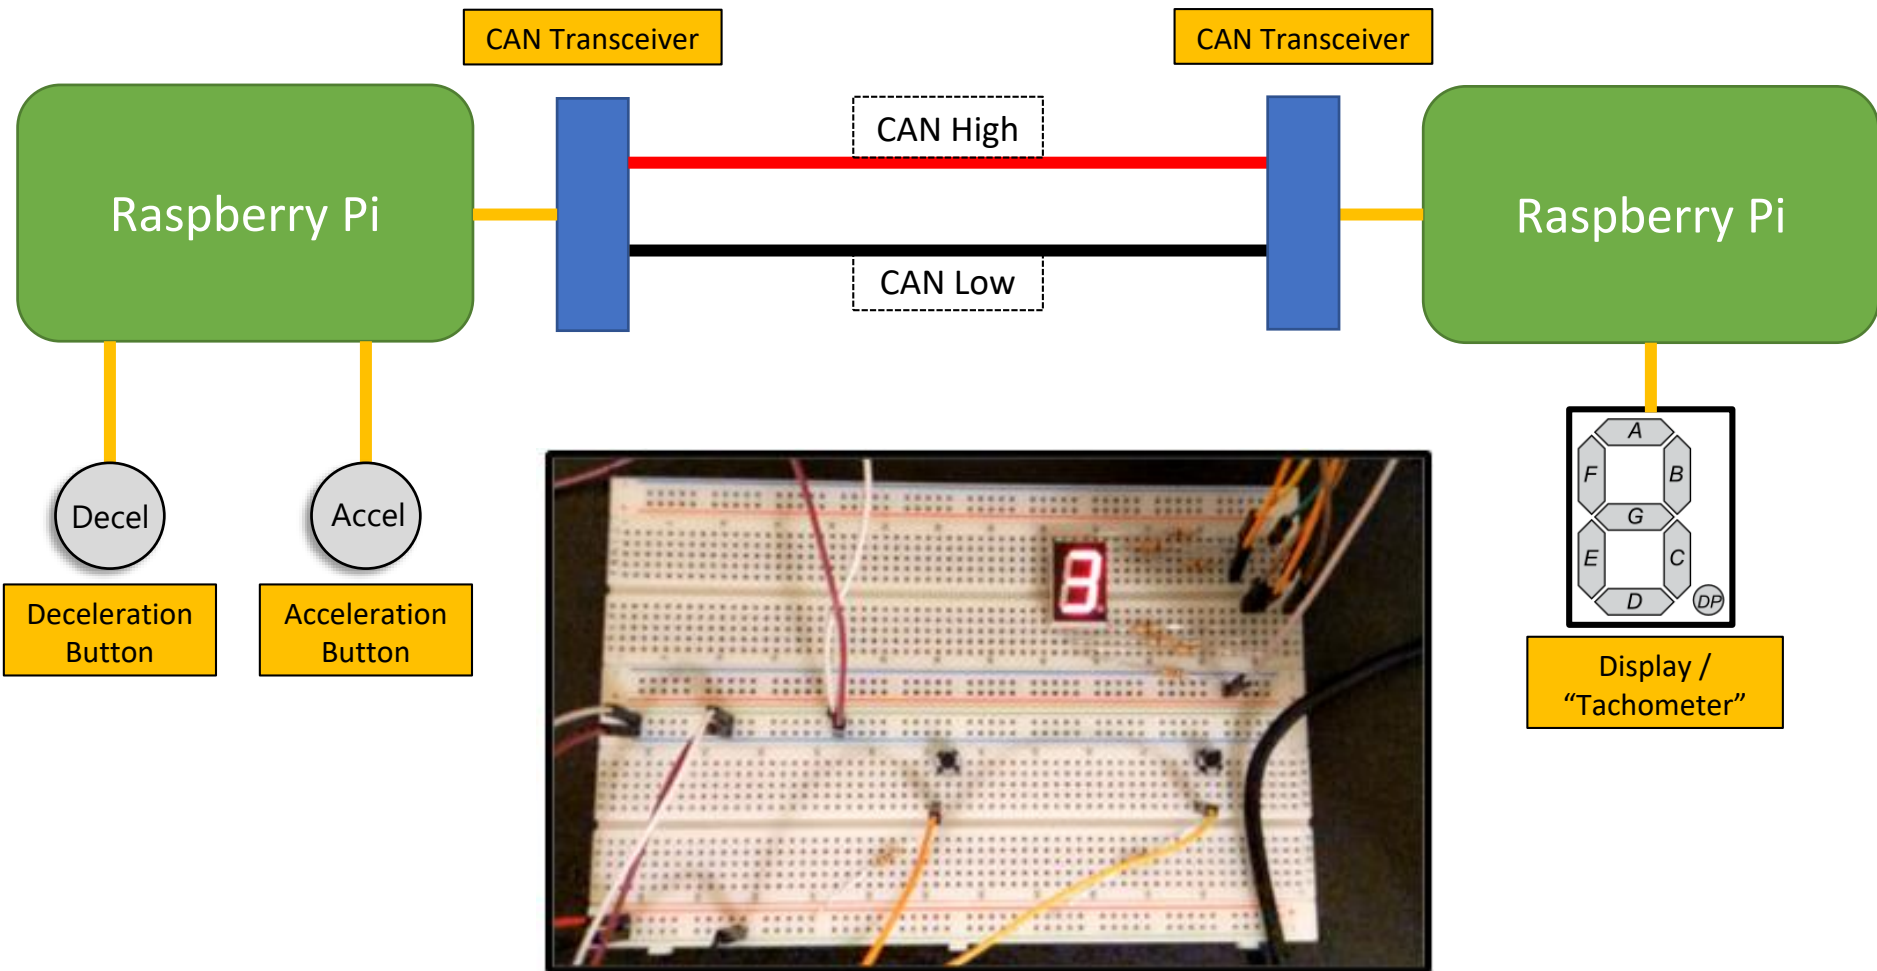 CAN Transceiver
CAN Transceiver
CAN High
Raspberry Pi
Raspberry Pi
CAN Low
A
F
B
G
E
C
D
DP
Decel
Accel
3
Deceleration
Button
Acceleration
Button
Display /
“Tachometer”